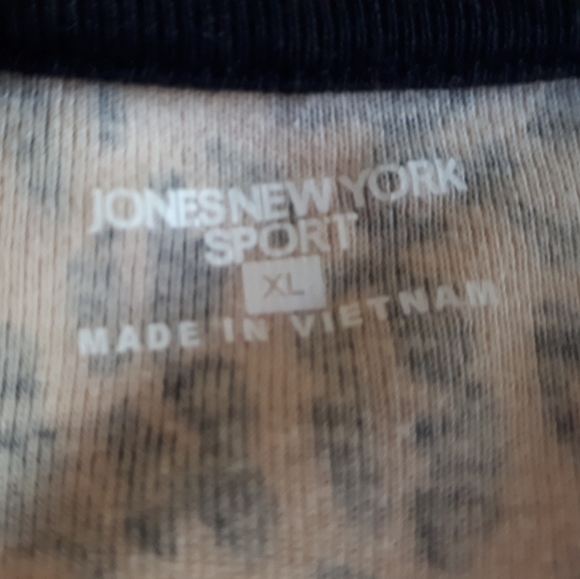 JONES NEW YORK
SPORT
XL
MADE IN VIETNAM